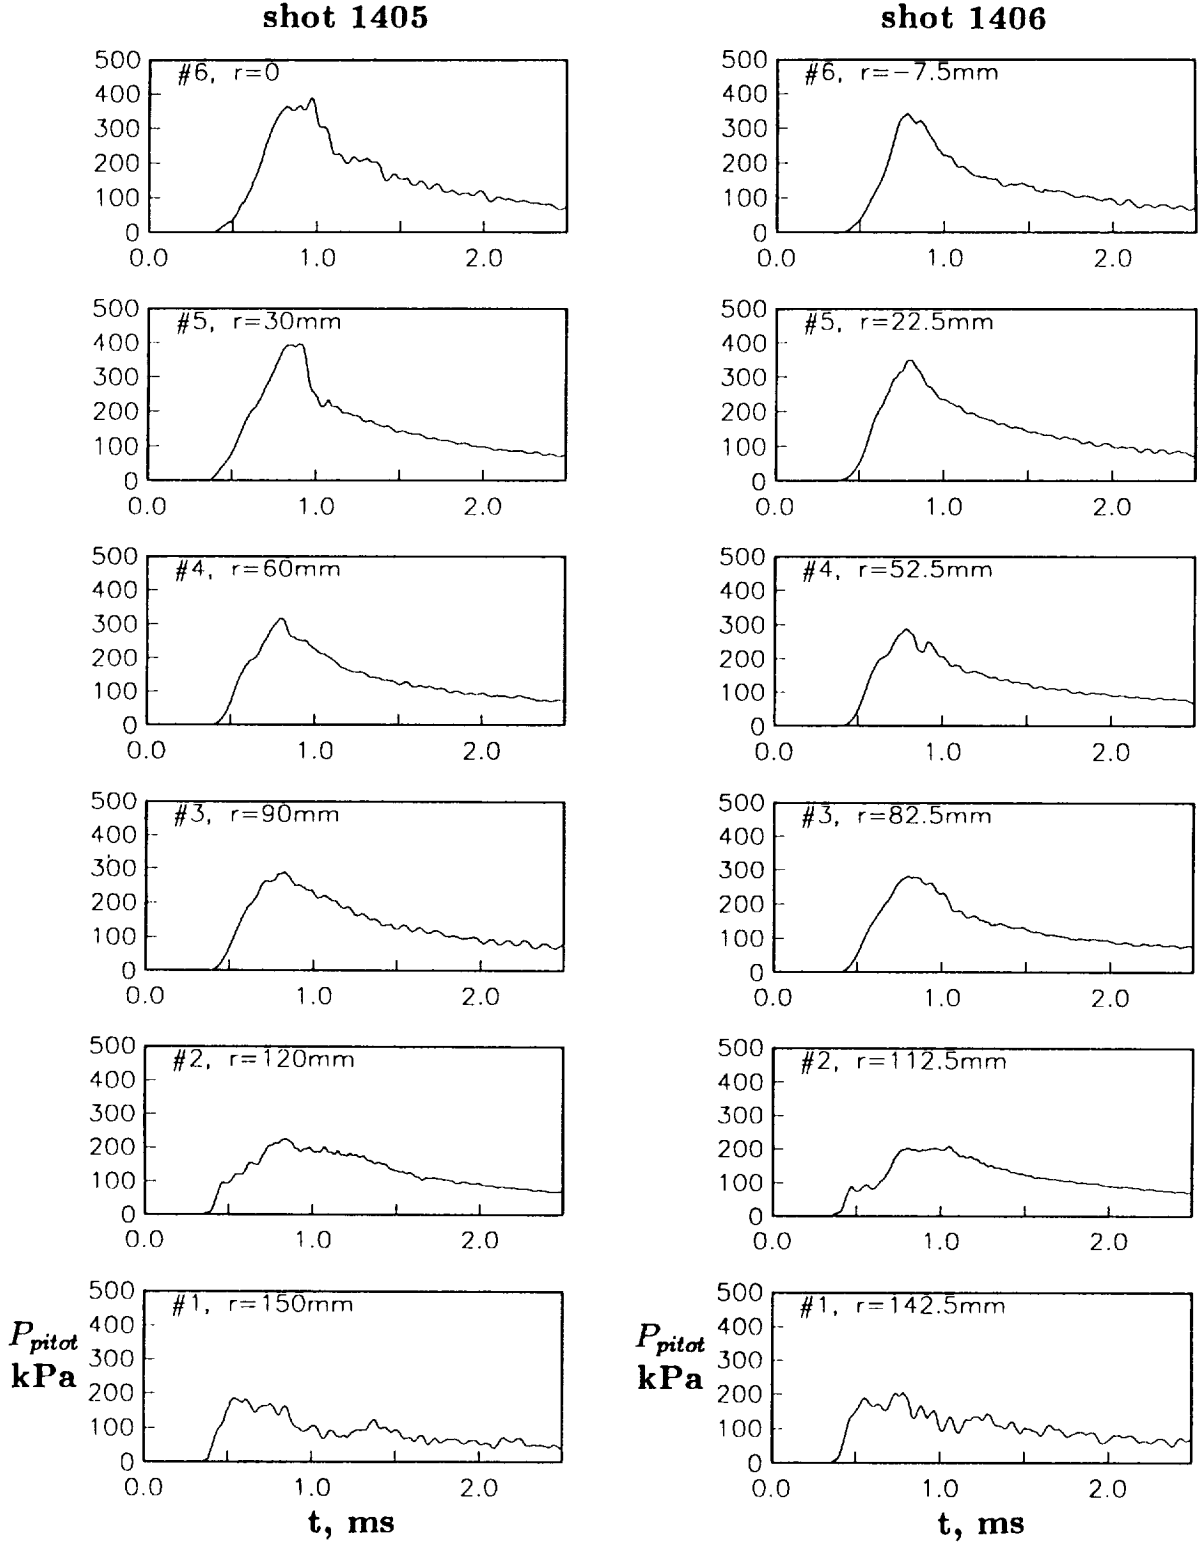 shot 1405
shot 1406
500
400
300
200
100
0
#6, r=0
0.0 1.0 2.0
500
400
300
200
100
0
#6, r=-7.5mm
0.0 1.0 2.0
500
400
300
200
100
0
#5, r=30mm
0.0 1.0 2.0
500
400
300
200
100
0
#5, r=22.5mm
0.0 1.0 2.0
500
400
300
200
100
0
#4, r=60mm
0.0 1.0 2.0
500
400
300
200
100
0
#4, r=52.5mm
0.0 1.0 2.0
500
400
300
200
100
0
#3, r=90mm
0.0 1.0 2.0
500
400
300
200
100
0
#3, r=82.5mm
0.0 1.0 2.0
500
400
300
200
100
0
#2, r=120mm
0.0 1.0 2.0
500
400
300
200
100
0
#2, r=112.5mm
0.0 1.0 2.0
500
400
300
200
100
0
#1, r=150mm
P pitot
kPa
0.0 1.0 2.0
t, ms
500
400
300
200
100
0
#1, r=142.5mm
P pitot
kPa
0.0 1.0 2.0
t, ms